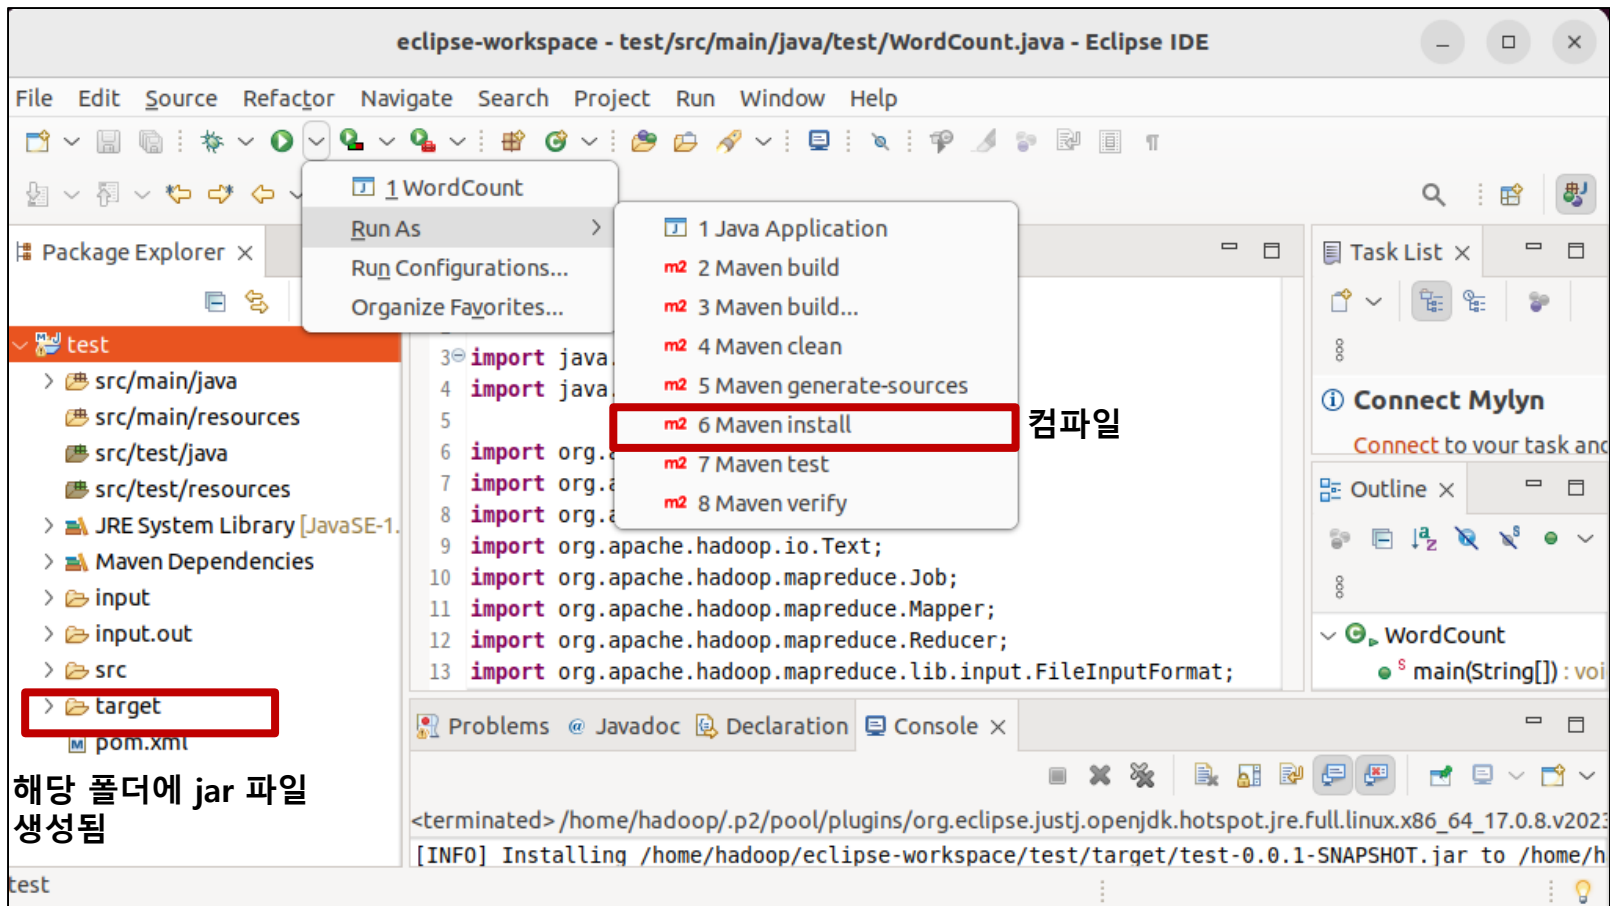 eclipse-workspace - test/src/main/java/test/WordCount.java - Eclipse IDE
File Edit Source Refactor Navigate Search Project Run Window Help
1 WordCount
Run As
Run Configurations...
Organize Favorites...
1 Java Application
m2 2 Maven build
m2 3 Maven build...
m2 4 Maven clean
m2 5 Maven generate-sources
m2 6 Maven install
m2 7 Maven test
m2 8 Maven verify
컴파일
Package Explorer
test
src/main/java
src/main/resources
src/test/java
src/test/resources
JRE System Library [JavaSE-1.
Maven Dependencies
input
input.out
src
target
pom.xml
해당 폴더에 jar 파일
생성됨
3 import java.
4 import java.
5
6 import org.
7 import org.
8 import org.
9 import org.apache.hadoop.io.Text;
10 import org.apache.hadoop.mapreduce.Job;
11 import org.apache.hadoop.mapreduce.Mapper;
12 import org.apache.hadoop.mapreduce.Reducer;
13 import org.apache.hadoop.mapreduce.lib.input.FileInputFormat;
Task List
Connect Mylyn
Connect to your task and
Outline
WordCount
main(String[]) : voi
Problems @ Javadoc Declaration Console
<terminated> /home/hadoop/.p2/pool/plugins/org.eclipse.justj.openjdk.hotspot.jre.full.linux.x86_64_17.0.8.v2023
[INFO] Installing /home/hadoop/eclipse-workspace/test/target/test-0.0.1-SNAPSHOT.jar to /home/h
test